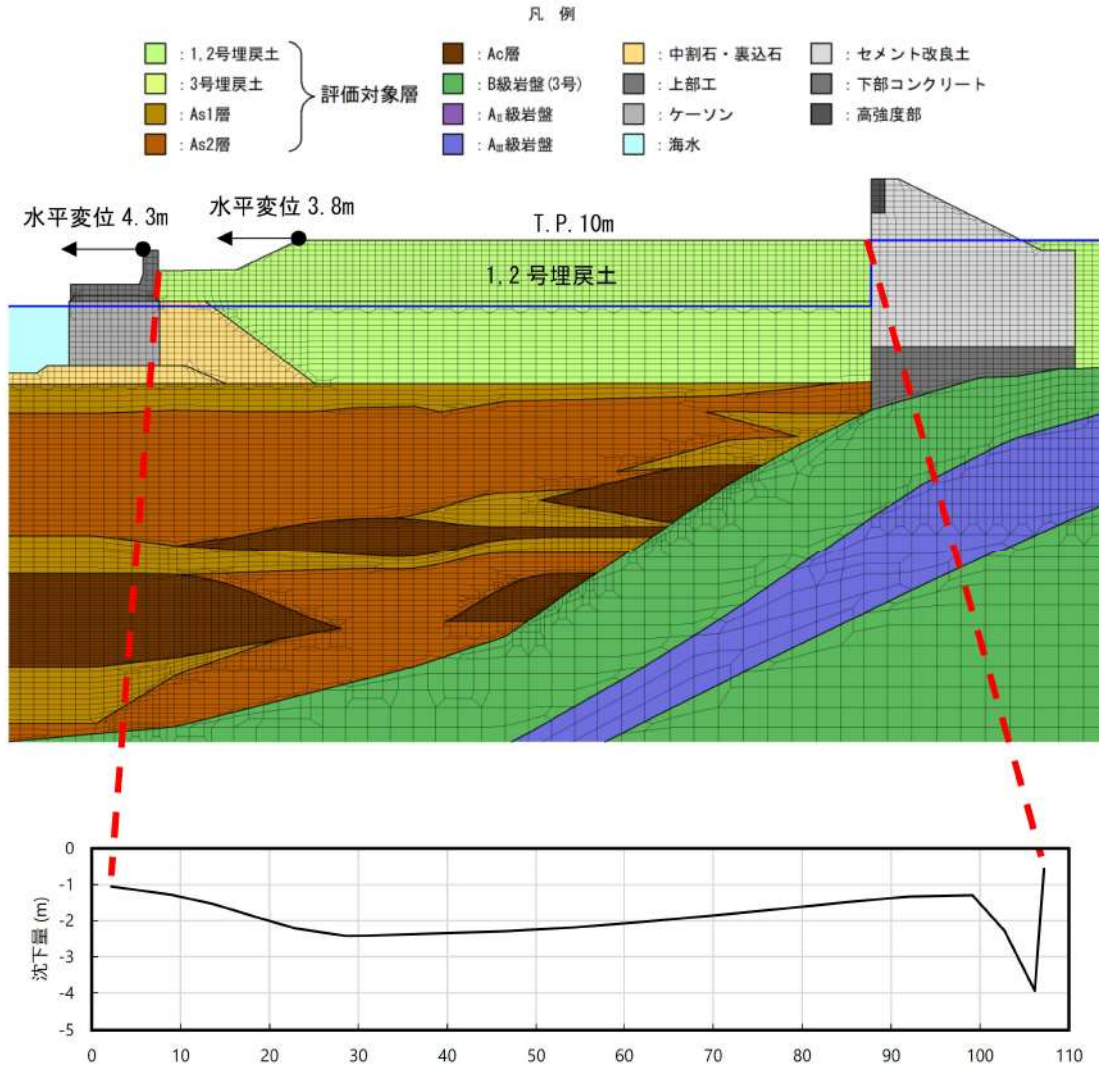 凡 例
: 1,2号埋戻土
: 3号埋戻土
: As1層
: As2層
評価対象層
: Ac層
: B級岩盤(3号)
: AⅡ級岩盤
: AⅢ級岩盤
: 中割石・裏込石
: 上部工
: ケーソン
: 海水
: セメント改良土
: 下部コンクリート
: 高強度部
水平変位 4.3m
水平変位 3.8m
T.P.10m
1,2 号埋戻土
沈下量 (m)
0
-1
-2
-3
-4
-5
0 10 20 30 40 50 60 70 80 90 100 110